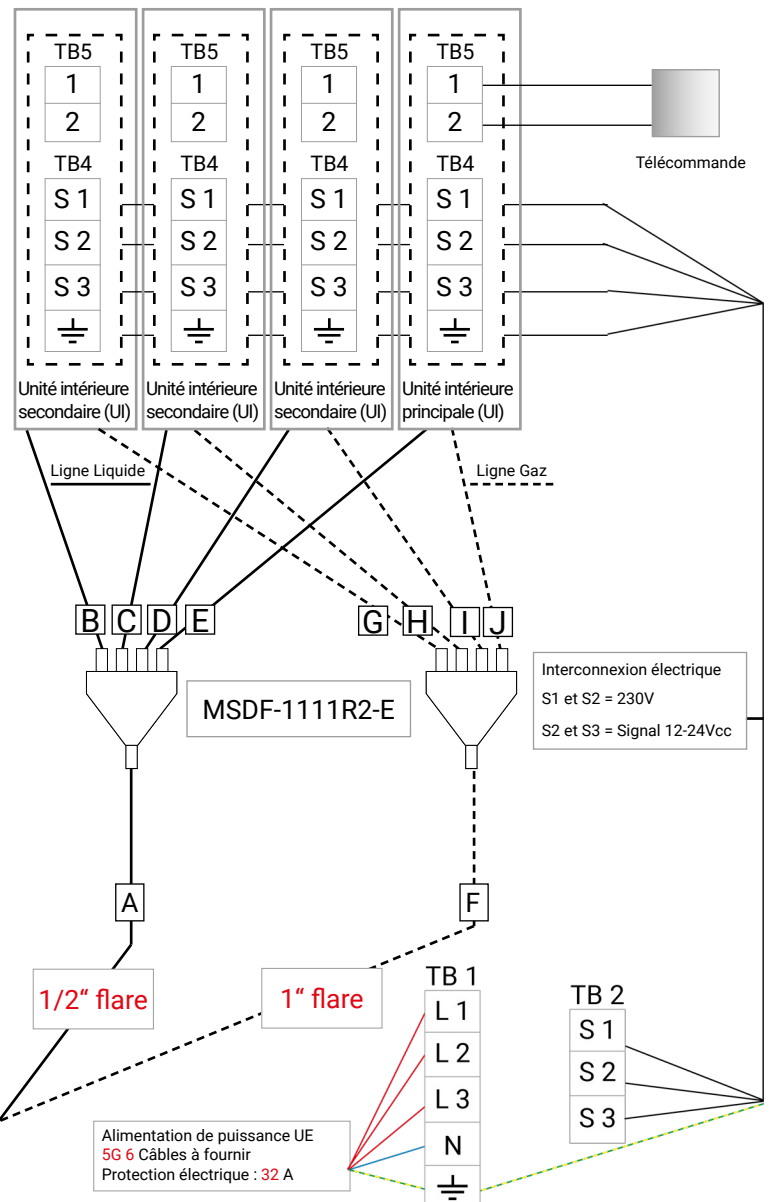 TB5 TB5 TB5 TB5
1 1 1 1
2 2 2 2
Télécommande
TB4 TB4 TB4 TB4
S 1 S 1 S 1 S 1
S 2 S 2 S 2 S 2
S 3 S 3 S 3 S 3
Unité intérieure
secondaire (UI)
Unité intérieure
secondaire (UI)
Unité intérieure
secondaire (UI)
Unité intérieure
principale (UI)
Ligne Liquide
Ligne Gaz
B C D E
G H I J
MSDF-1111R2-E
Interconnexion électrique
S1 et S2 = 230V
S2 et S3 = Signal 12-24Vcc
A
F
1/2“ flare
1“ flare
TB 1
L 1
L 2
L 3
N
TB 2
S 1
S 2
S 3
Alimentation de puissance UE
5G 6 Câbles à fournir
Protection électrique : 32 A